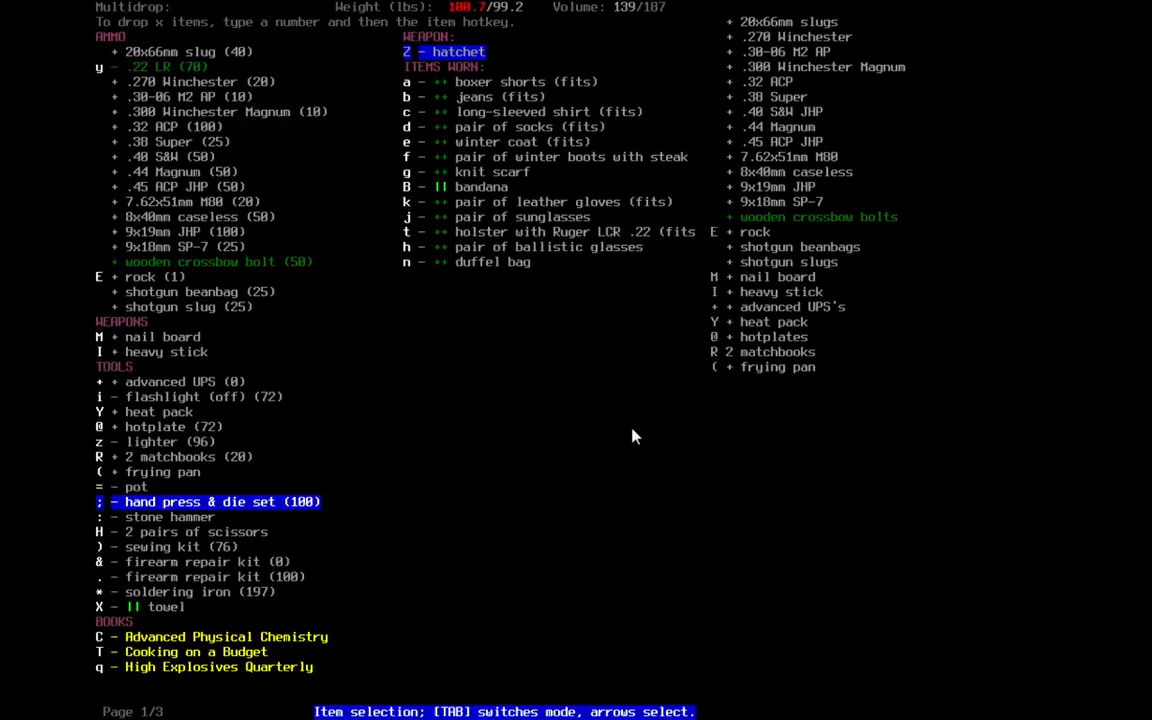 Multidrop: Weight (lbs): 100.7/99.2 Volume: 139/187
To drop x items, type a number and then the item hotkey.
AMMO
+ 20x66mm slug (40)
y - .22 LR (70)
+ .270 Winchester (20)
+ .30-06 M2 AP (10)
+ .300 Winchester Magnum (10)
+ .32 ACP (100)
+ .38 Super (25)
+ .40 S&W (50)
+ .44 Magnum (50)
+ .45 ACP JHP (50)
+ 7.62x51mm M80 (20)
+ 8x40mm caseless (50)
+ 9x19mm JHP (100)
+ 9x18mm SP-7 (25)
+ wooden crossbow bolt (50)
E + rock (1)
+ shotgun beanbag (25)
+ shotgun slug (25)
WEAPONS
M + nail board
I + heavy stick
TOOLS
+ + advanced UPS (0)
i - flashlight (off) (72)
Y + heat pack
@ + hotplate (72)
z - lighter (96)
R + 2 matchbooks (20)
( + frying pan
= - pot
; - hand press & die set (100)
: - stone hammer
H - 2 pairs of scissors
) - sewing kit (76)
& - firearm repair kit (0)
. - firearm repair kit (100)
* - soldering iron (197)
X - || towel
BOOKS
C - Advanced Physical Chemistry
T - Cooking on a Budget
q - High Explosives Quarterly
WEAPON:
Z - hatchet
ITEMS WORN:
a - ++ boxer shorts (fits)
b - ++ jeans (fits)
c - ++ long-sleeved shirt (fits)
d - ++ pair of socks (fits)
e - ++ winter coat (fits)
f - ++ pair of winter boots with steak
g - ++ knit scarf
B - || bandana
k - ++ pair of leather gloves (fits)
j - ++ pair of sunglasses
t - ++ holster with Ruger LCR .22 (fits
h - ++ pair of ballistic glasses
n - ++ duffel bag
+ 20x66mm slugs
+ .270 Winchester
+ .30-06 M2 AP
+ .300 Winchester Magnum
+ .32 ACP
+ .38 Super
+ .40 S&W JHP
+ .44 Magnum
+ .45 ACP JHP
+ 7.62x51mm M80
+ 8x40mm caseless
+ 9x19mm JHP
+ 9x18mm SP-7
+ wooden crossbow bolts
E + rock
+ shotgun beanbags
+ shotgun slugs
M + nail board
I + heavy stick
+ + advanced UPS's
Y + heat pack
@ + hotplates
R 2 matchbooks
( + frying pan
Page 1/3 Item selection; [TAB] switches mode, arrows select.